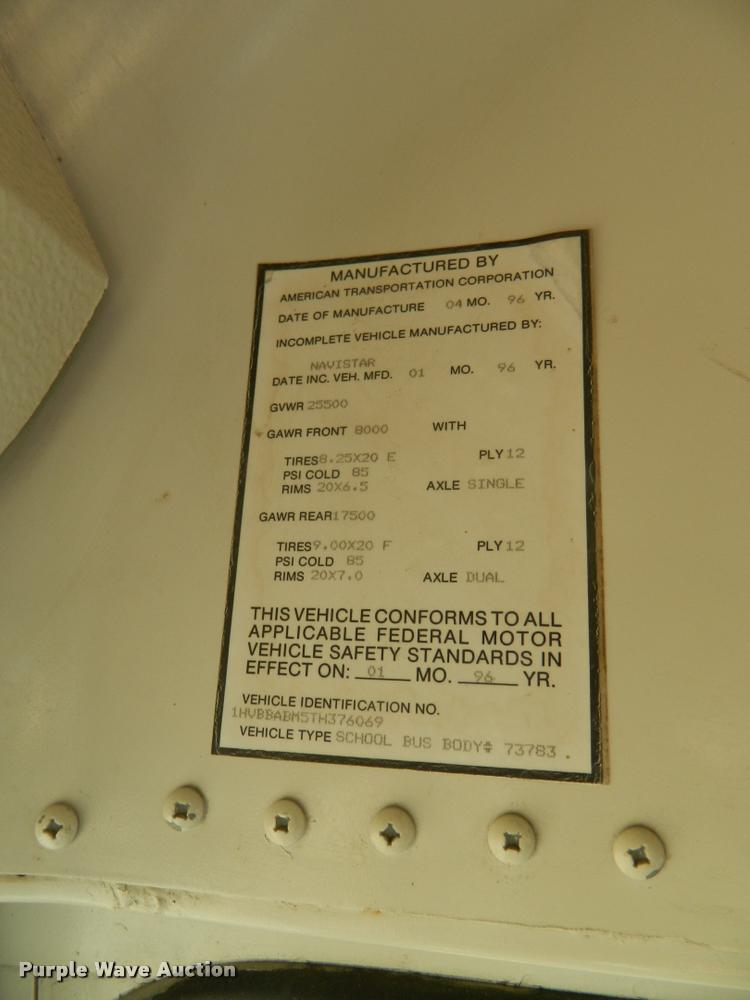 MANUFACTURED BY
AMERICAN TRANSPORTATION CORPORATION
DATE OF MANUFACTURE 04 MO. 96 YR.
INCOMPLETE VEHICLE MANUFACTURED BY:
NAVISTAR
DATE INC. VEH. MFD. 01 MO. 96 YR.
GVWR 25500
GAWR FRONT 8000 WITH
TIRES 8.25X20 E PLY 12
PSI COLD 85
RIMS 20X6.5 AXLE SINGLE
GAWR REAR 17500
TIRES 9.00X20 F PLY 12
PSI COLD 85
RIMS 20X7.0 AXLE DUAL
THIS VEHICLE CONFORMS TO ALL
APPLICABLE FEDERAL MOTOR
VEHICLE SAFETY STANDARDS IN
EFFECT ON: 01 MO. 96 YR.
VEHICLE IDENTIFICATION NO.
1HVBBABM5TH376069
VEHICLE TYPE SCHOOL BUS BODY# 73783 .
Purple Wave Auction